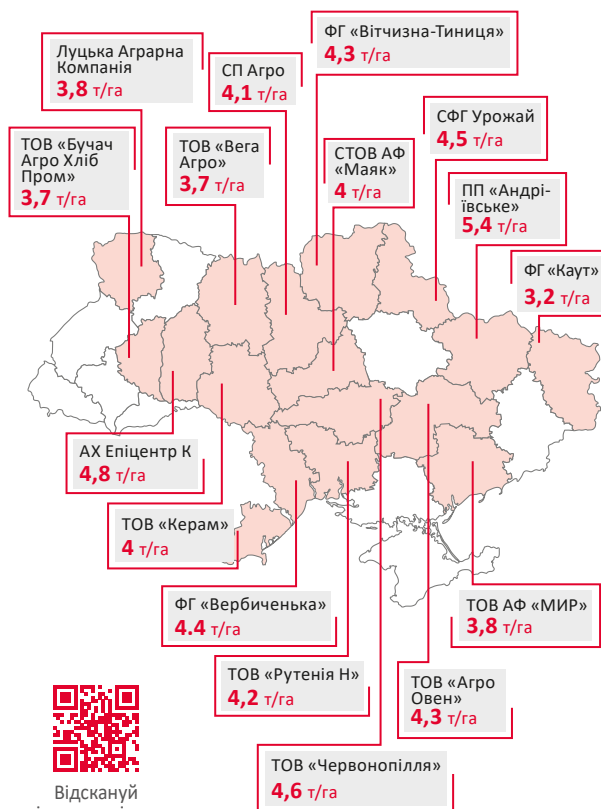 ФГ «Вітчизна-Тиниця»
4,3 т/га
Луцька Аграрна
Компанія
3,8 т/га
СП Агро
4,1 т/га
СФГ Урожай
4,5 т/га
ТОВ «Бучач
Агро Хліб
Пром»
3,7 т/га
ТОВ «Вега
Агро»
3,7 т/га
СТОВ АФ
«Маяк»
4 т/га
ПП «Андрі-
ївське»
5,4 т/га
ФГ «Каут»
3,2 т/га
АХ Епіцентр К
4,8 т/га
ТОВ «Керам»
4 т/га
ФГ «Вербиченька»
4.4 т/га
ТОВ АФ «МИР»
3,8 т/га
ТОВ «Рутенія Н»
4,2 т/га
ТОВ «Агро
Овен»
4,3 т/га
ТОВ «Червонопілля»
4,6 т/га
Відскануй